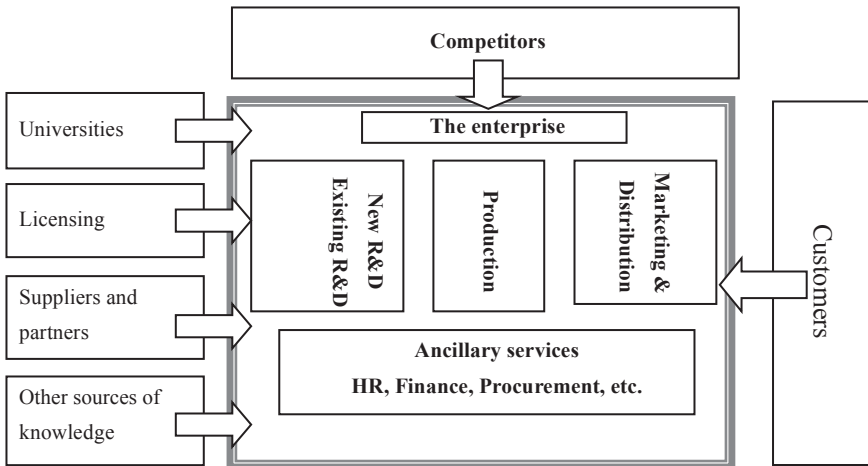 Competitors
Universities
Licensing
Suppliers and
partners
Other sources of
knowledge
The enterprise
New R&D
Existing R&D
Production
Marketing &
Distribution
Ancillary services
HR, Finance, Procurement, etc.
Customers